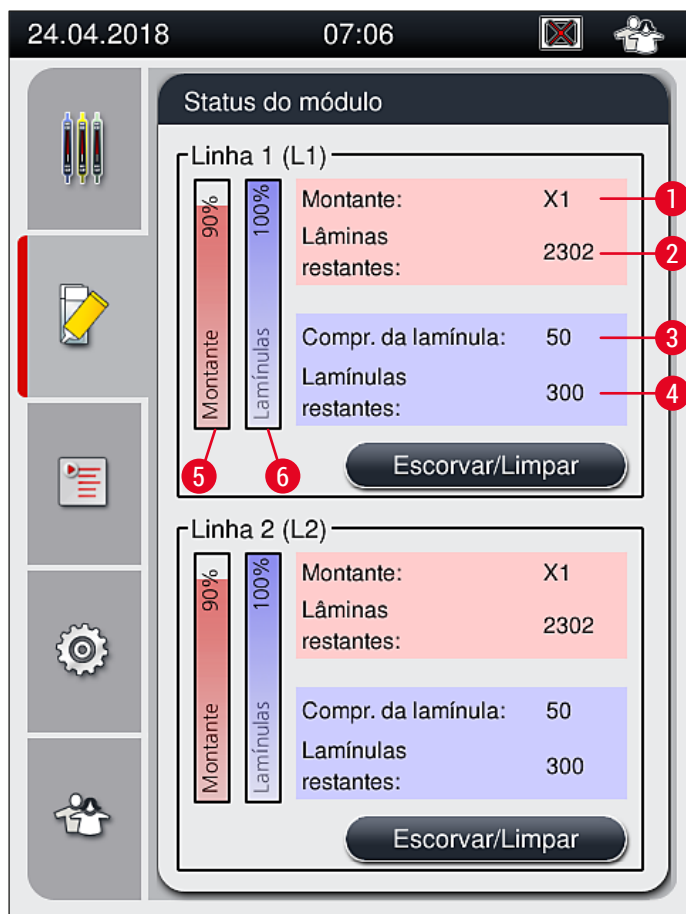 24.04.2018 07:06
Status do módulo
Linha 1 (L1)
90%
Montante
100%
Lamínulas
Montante: X1 1
Lâminas
restantes: 2302 2
Compr. da lamínula: 50 3
Lamínulas
restantes: 300 4
5 6
Escorvar/Limpar
Linha 2 (L2)
90%
Montante
100%
Lamínulas
Montante: X1
Lâminas
restantes: 2302
Compr. da lamínula: 50
Lamínulas
restantes: 300
Escorvar/Limpar